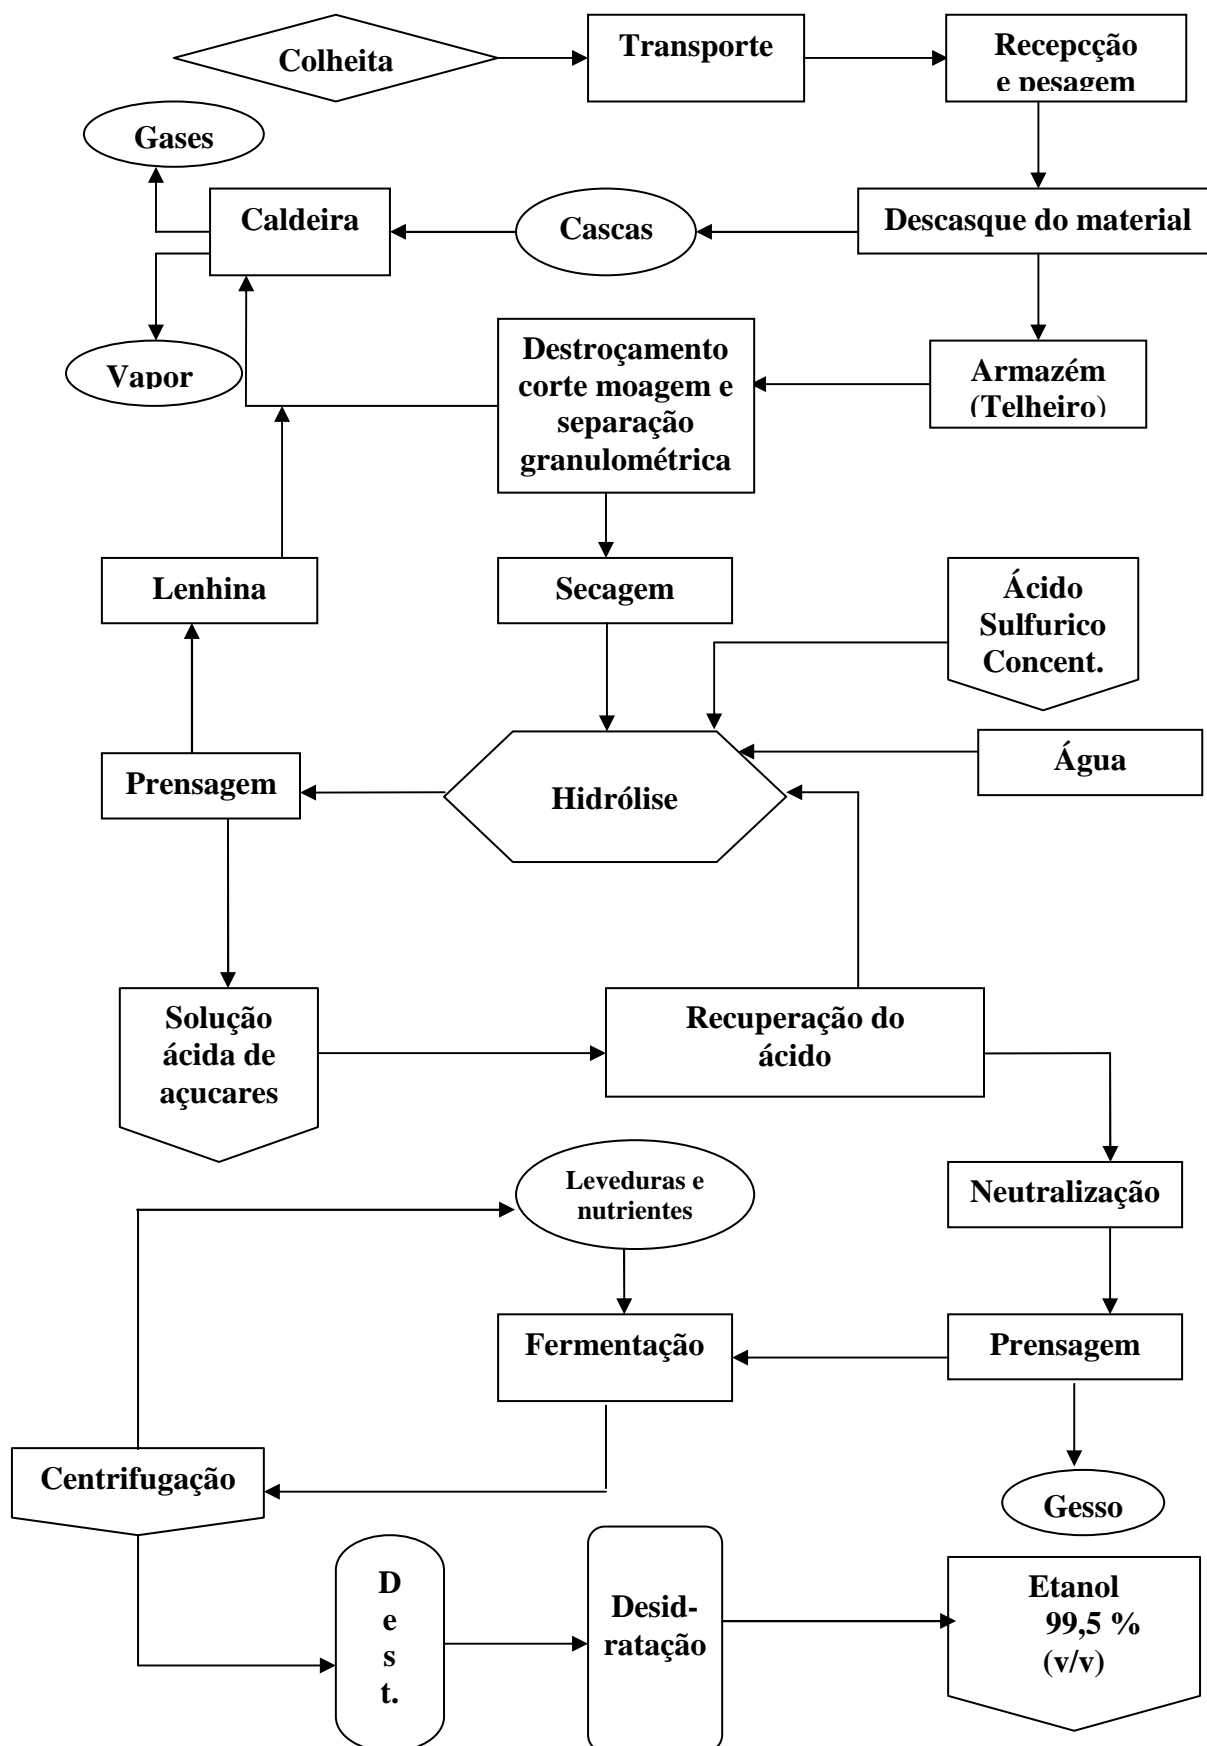 Colheita
Transporte
Recepcção
e pesagem
Gases
Caldeira
Cascas
Descasque do material
Vapor
Destroçamento
corte moagem e
separação
granulométrica
Armazém
(Telheiro)
Lenhina
Secagem
Ácido
Sulfurico
Concent.
Prensagem
Hidrólise
Água
Solução
ácida de
açucares
Recuperação do
ácido
Leveduras e
nutrientes
Neutralização
Fermentação
Prensagem
Centrifugação
Gesso
D
e
s
t.
Desid-
ratação
Etanol
99,5 %
(v/v)